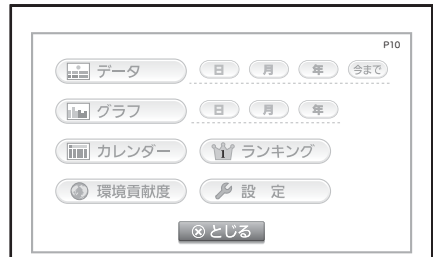 P10
データ 日 月 年 今まで
グラフ 日 月 年
カレンダー 1 ランキング
環境貢献度 設 定
とじる